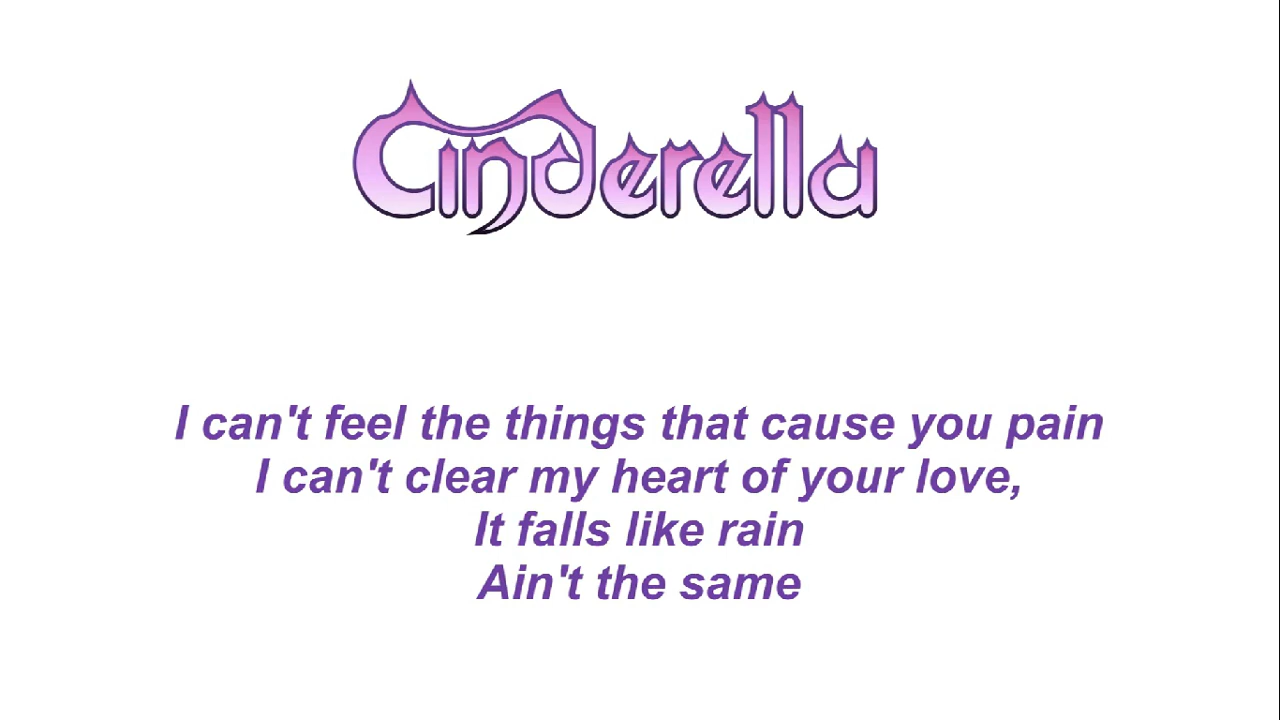 Cinderella
I can't feel the things that cause you pain
I can't clear my heart of your love,
It falls like rain
Ain't the same